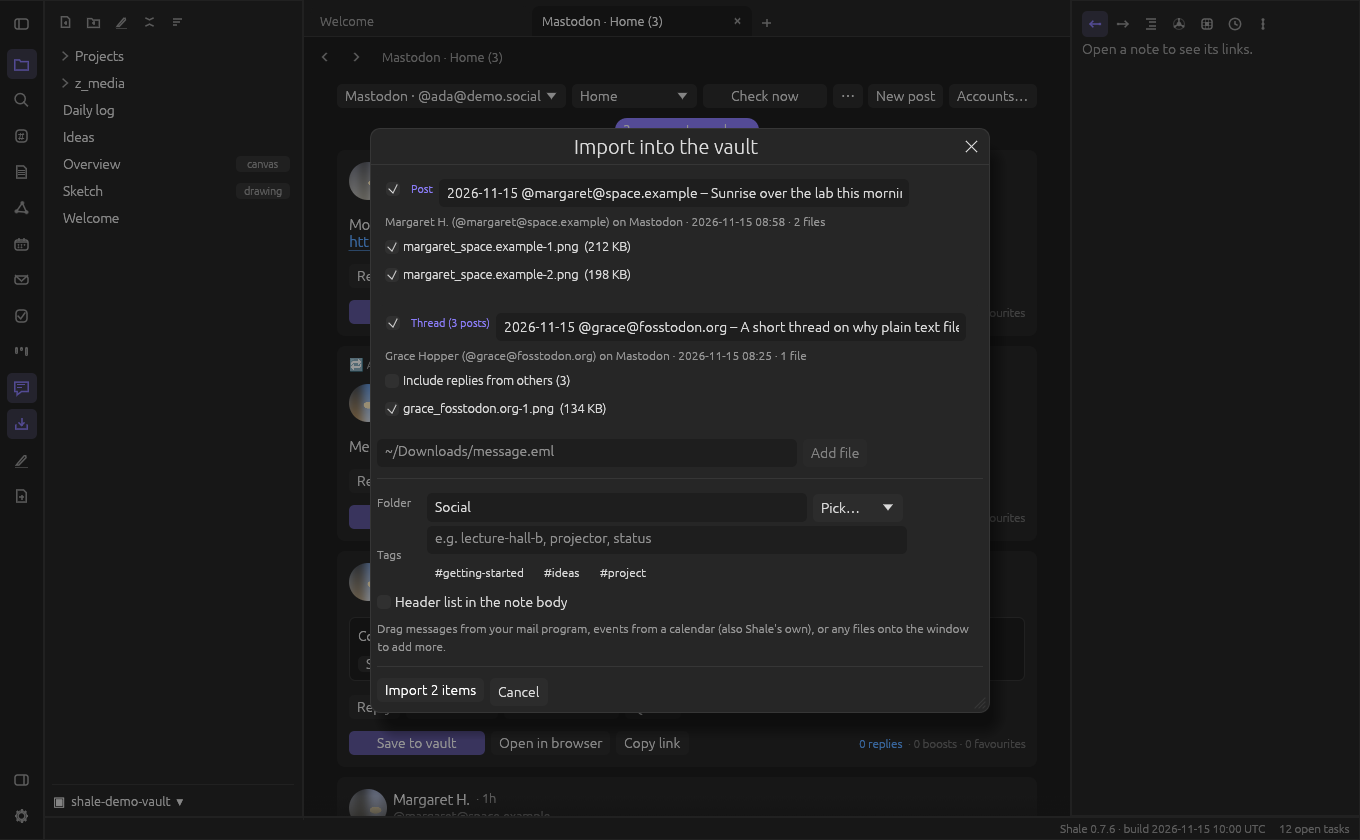 Welcome
Mastodon · Home (3)
Projects
z_media
Daily log
Ideas
Overview
canvas
Sketch
drawing
Welcome
shale-demo-vault
Mastodon · Home (3)
Mastodon · @ada@demo.social
Home
Check now
New post
Accounts…
Open a note to see its links.
Import into the vault
Post
2026-11-15 @margaret@space.example – Sunrise over the lab this mornin
Margaret H. (@margaret@space.example) on Mastodon · 2026-11-15 08:58 · 2 files
margaret_space.example-1.png (212 KB)
margaret_space.example-2.png (198 KB)
Thread (3 posts)
2026-11-15 @grace@fosstodon.org – A short thread on why plain text file
Grace Hopper (@grace@fosstodon.org) on Mastodon · 2026-11-15 08:25 · 1 file
Include replies from others (3)
grace_fosstodon.org-1.png (134 KB)
~/Downloads/message.eml
Add file
Folder
Social
Pick…
Tags
e.g. lecture-hall-b, projector, status
#getting-started #ideas #project
Header list in the note body
Drag messages from your mail program, events from a calendar (also Shale's own), or any files onto the window
to add more.
Import 2 items
Cancel
Save to vault
Open in browser
Copy link
0 replies · 0 boosts · 0 favourites
Margaret H. · 1h
Shale 0.7.6 · build 2026-11-15 10:00 UTC
12 open tasks